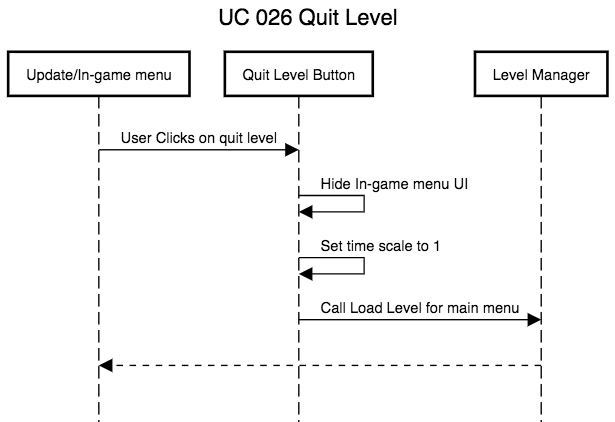 UC 026 Quit Level
Update/In-game menu
Quit Level Button
Level Manager
User Clicks on quit level
Hide In-game menu UI
Set time scale to 1
Call Load Level for main menu